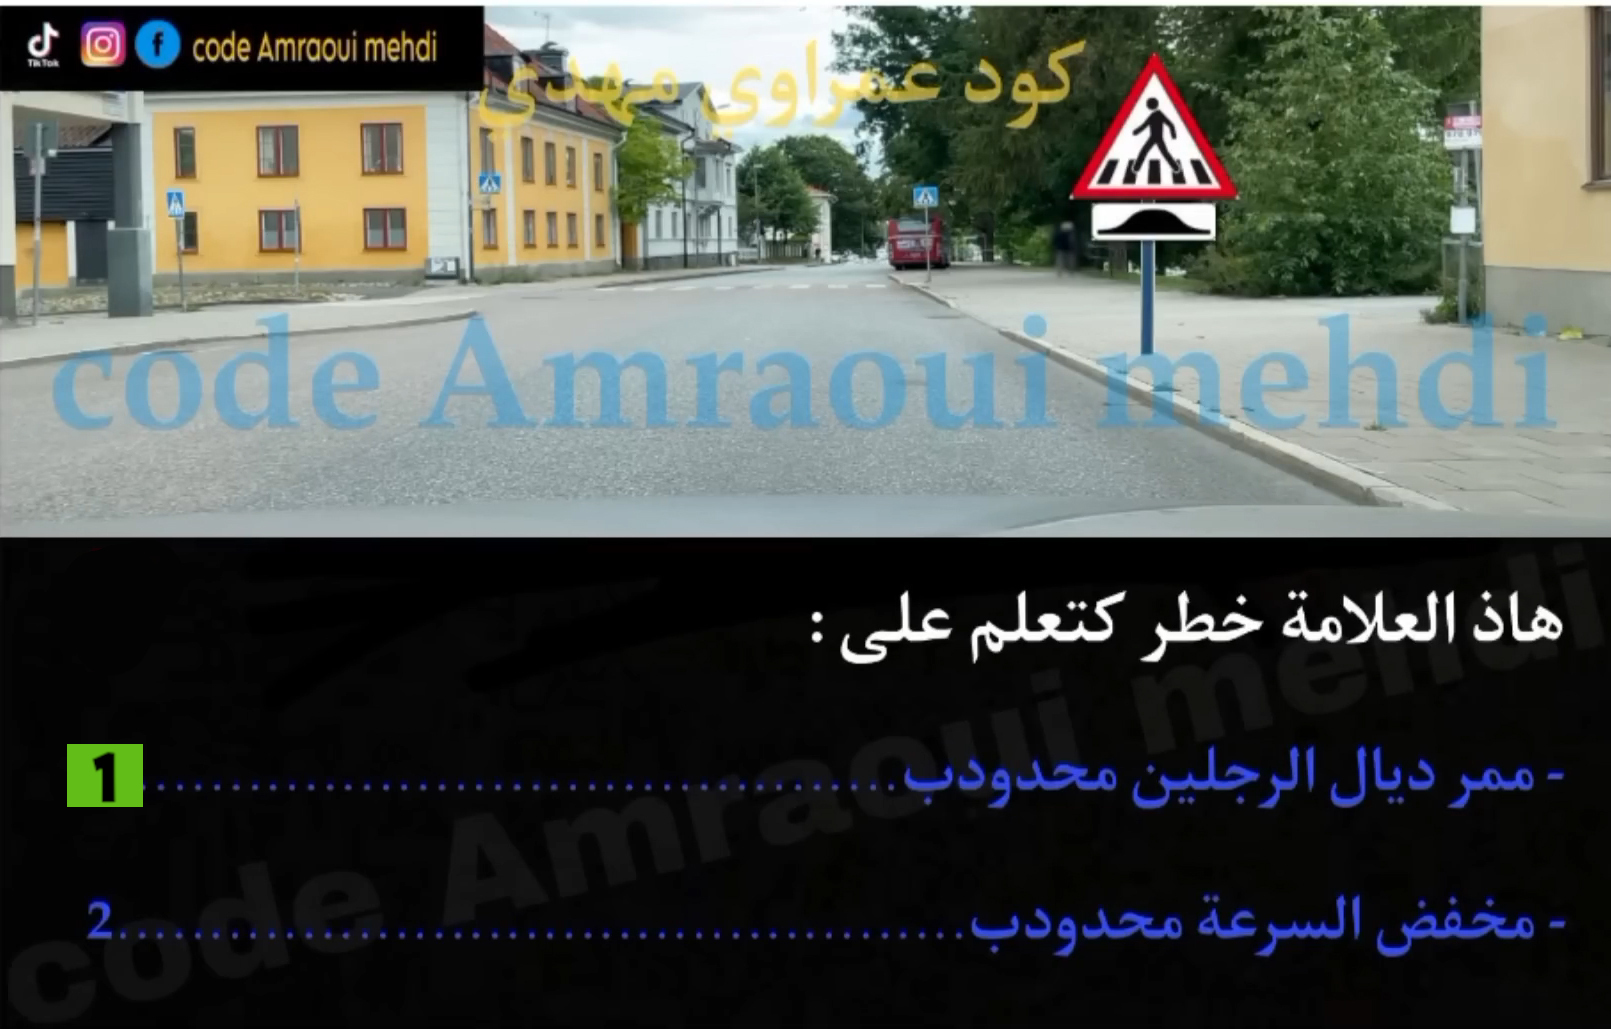 TikTok
code Amraoui mehdi
كود عمراوي مهدي
code Amraoui mehdi
هاذ العلامة خطر كتعلم على :
- ممر ديال الرجلين محدودب........................................ 1
- مخفض السرعة محدودب........................................ 2
code Amraoui mehdi